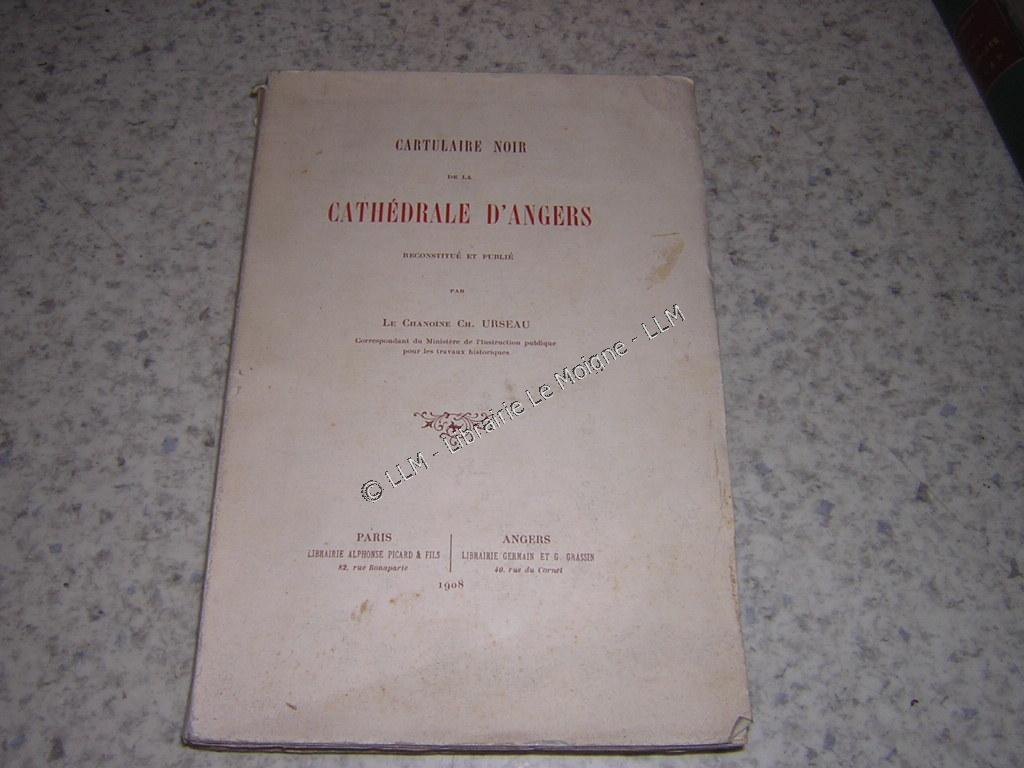 CARTULAIRE NOIR
DE LA
CATHÉDRALE D'ANGERS
RECONSTITUÉ ET PUBLIÉ
PAR
LE CHANOINE CH. URSEAU
Correspondant du Ministère de l'Instruction publique
pour les travaux historiques
© LLM - Librairie Le Moigne - LLM
PARIS
LIBRAIRIE ALPHONSE PICARD & FILS
82, rue Bonaparte
ANGERS
LIBRAIRIE GERMAIN ET G. GRASSIN
40, rue du Cornet
1908